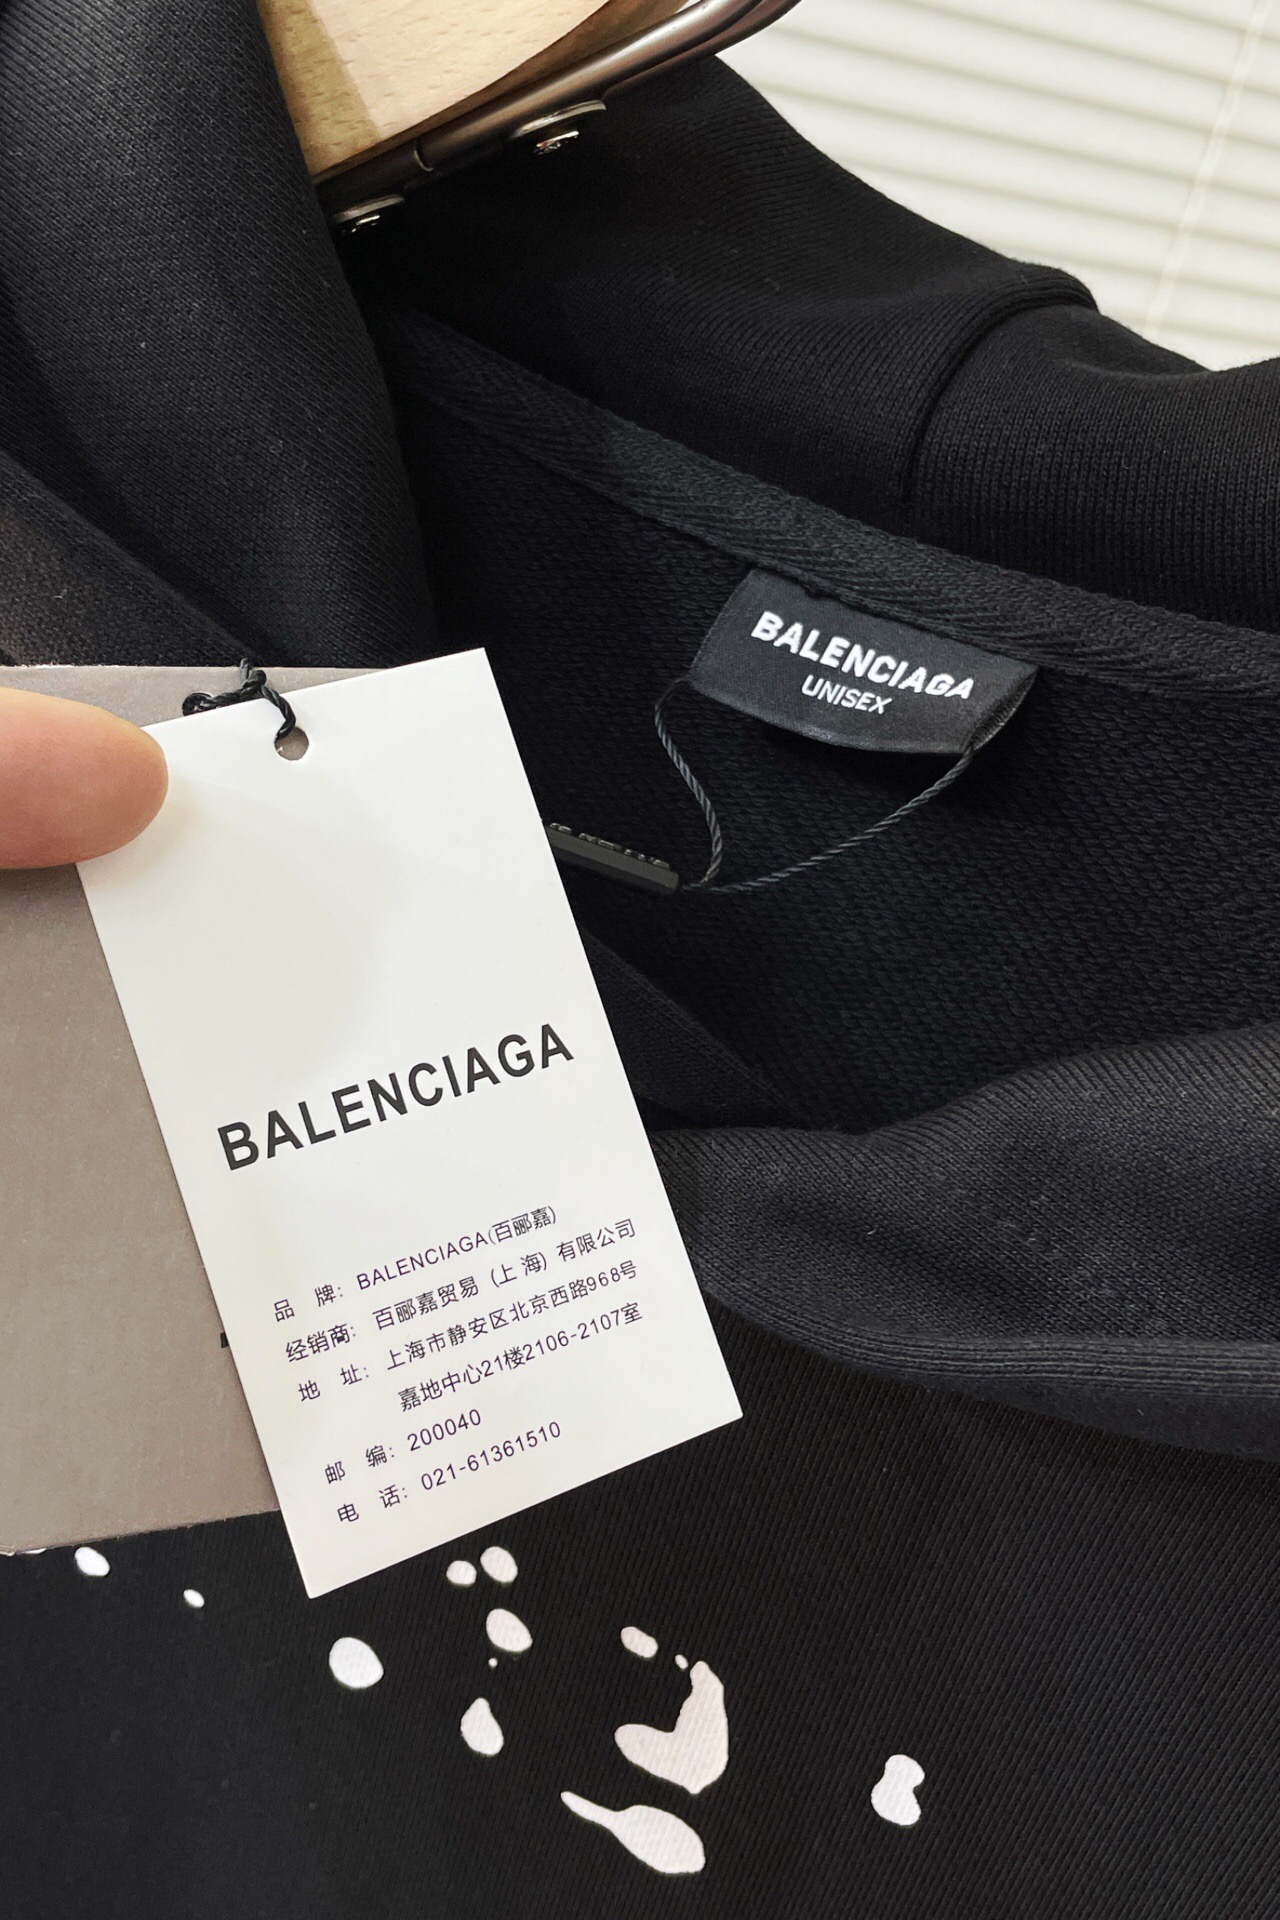 BALENCIAGA
UNISEX
BALENCIAGA
品 牌: BALENCIAGA(百郦嘉)
经销商: 百郦嘉贸易 (上海) 有限公司
地 址: 上海市静安区北京西路968号
嘉地中心21楼2106-2107室
邮 编: 200040
电 话: 021-61361510